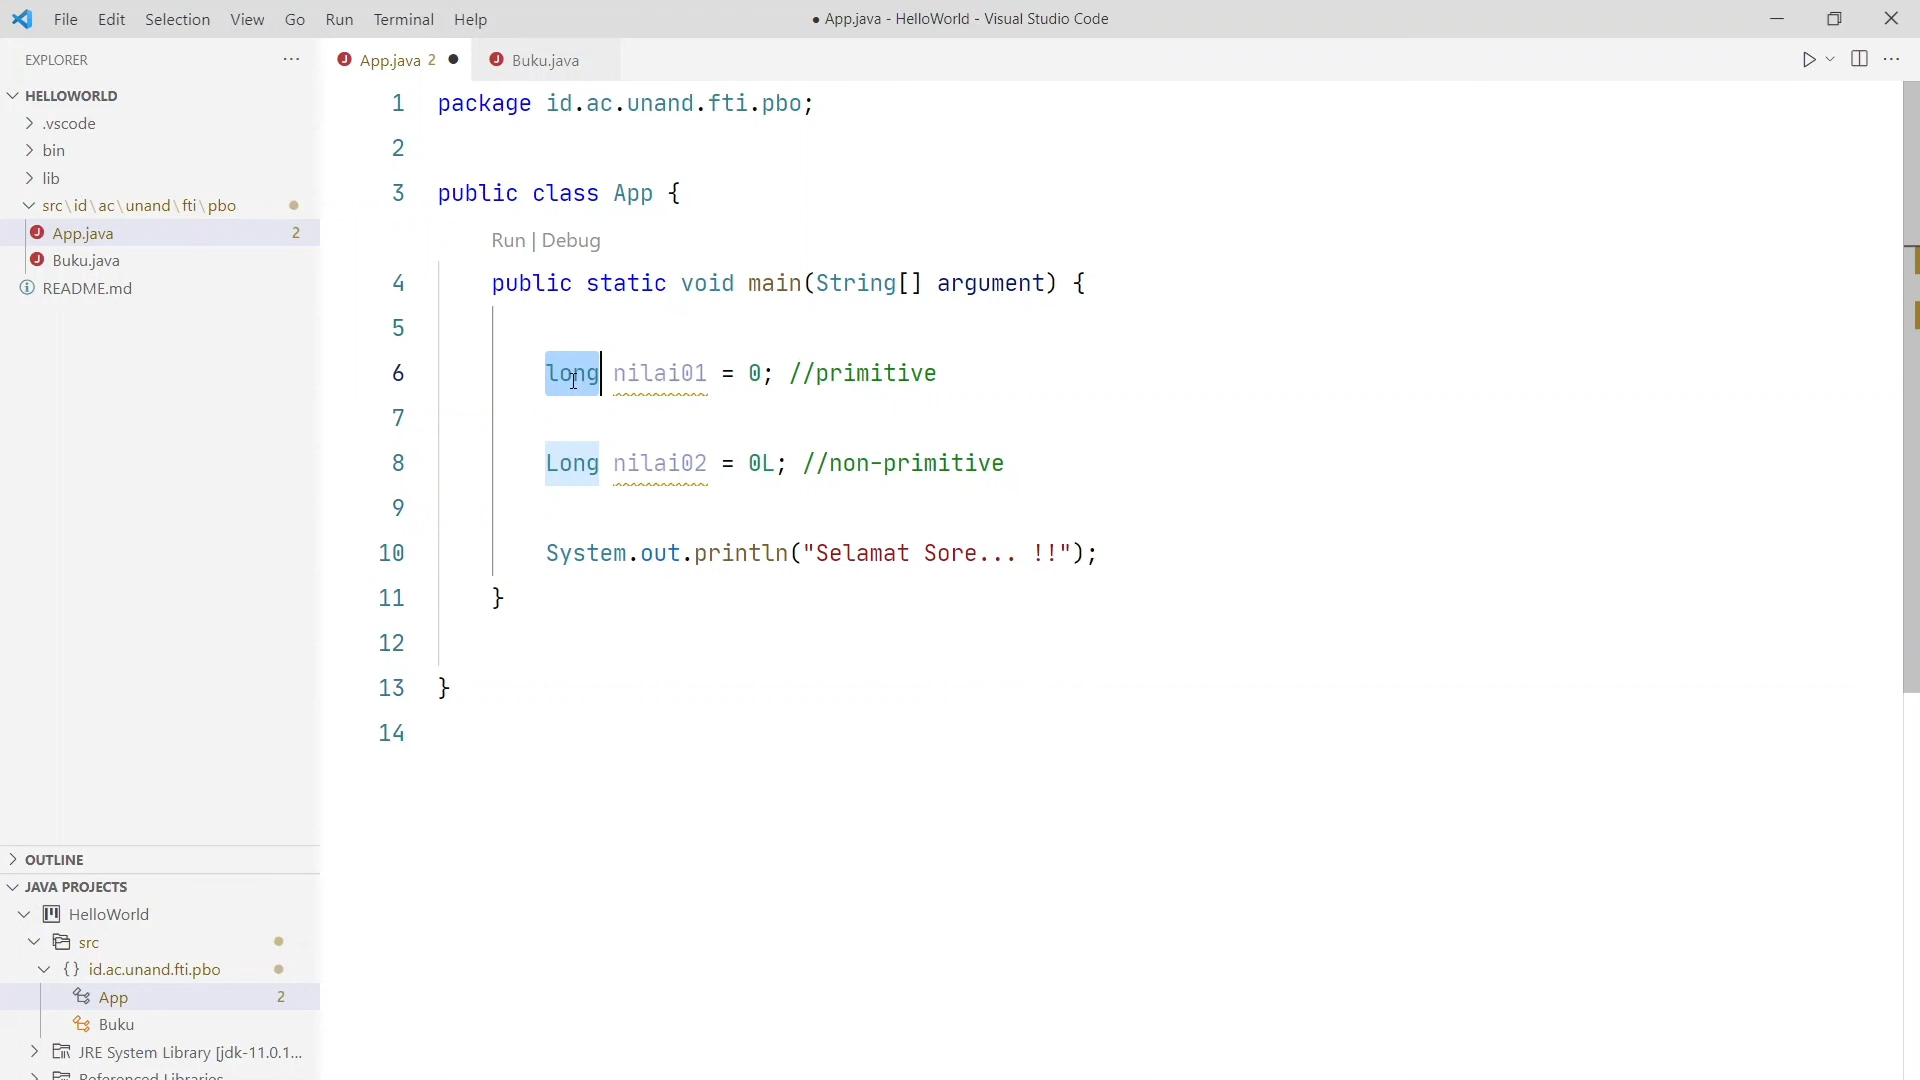 File Edit Selection View Go Run Terminal Help
● App.java - HelloWorld - Visual Studio Code
EXPLORER ···
HELLOWORLD
.vscode
bin
lib
src\id\ac\unand\fti\pbo
J App.java 2
J Buku.java
README.md
OUTLINE
JAVA PROJECTS
HelloWorld
src
{} id.ac.unand.fti.pbo
App 2
Buku
JRE System Library [jdk-11.0.1...
Referenced Libraries
J App.java 2 ●
J Buku.java
1 package id.ac.unand.fti.pbo;
2
3 public class App {
Run | Debug
4 public static void main(String[] argument) {
5
6 long nilai01 = 0; //primitive
7
8 Long nilai02 = 0L; //non-primitive
9
10 System.out.println("Selamat Sore... !!");
11 }
12
13 }
14